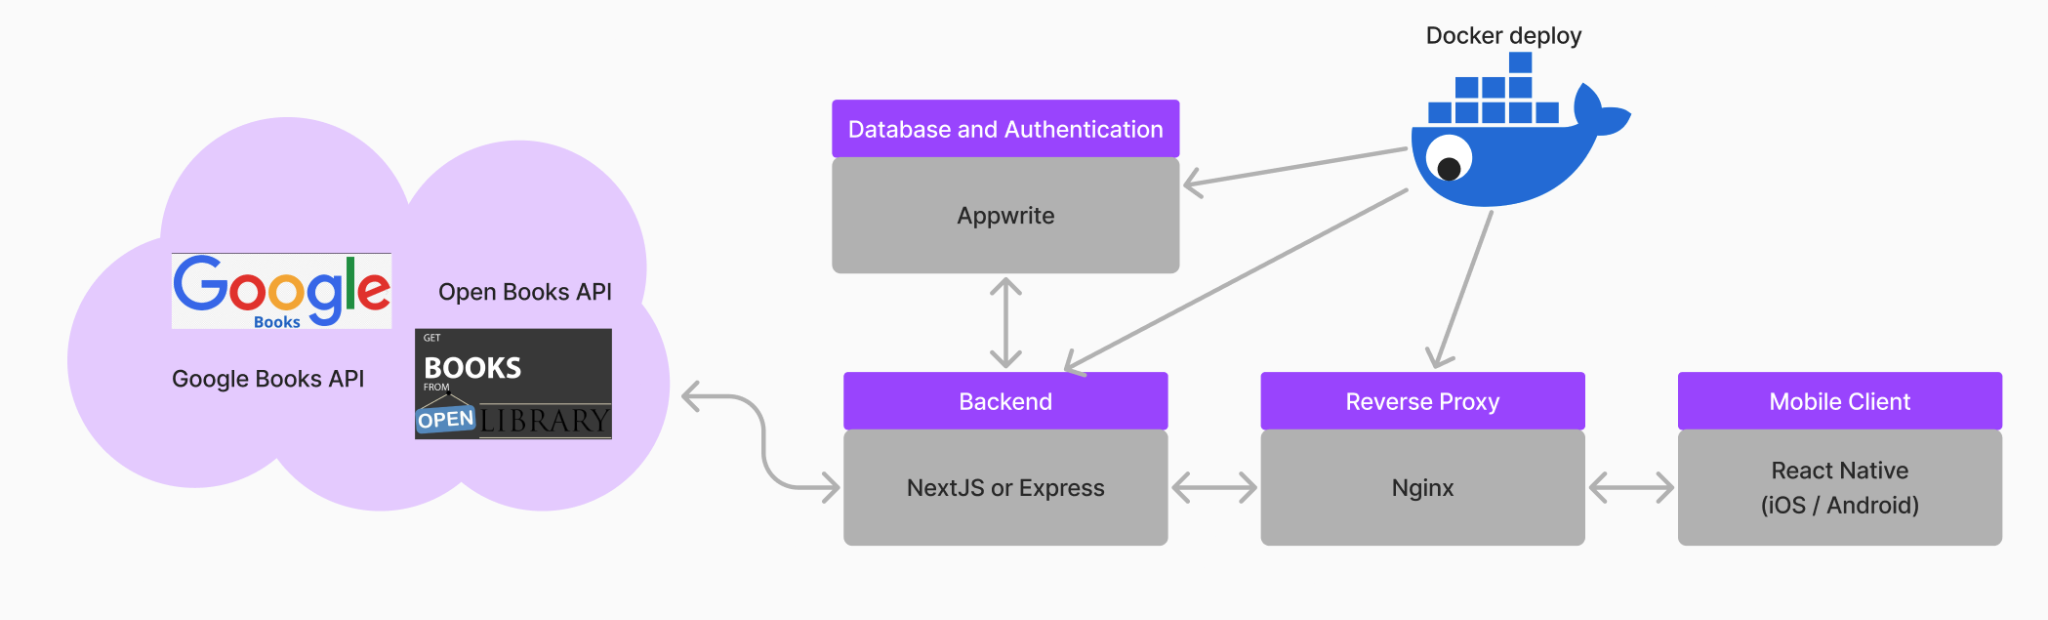 Docker deploy
Database and Authentication
Appwrite
Google
Books
Google Books API
Open Books API
GET
BOOKS
FROM
OPEN LIBRARY
Backend
NextJS or Express
Reverse Proxy
Nginx
Mobile Client
React Native
(iOS / Android)